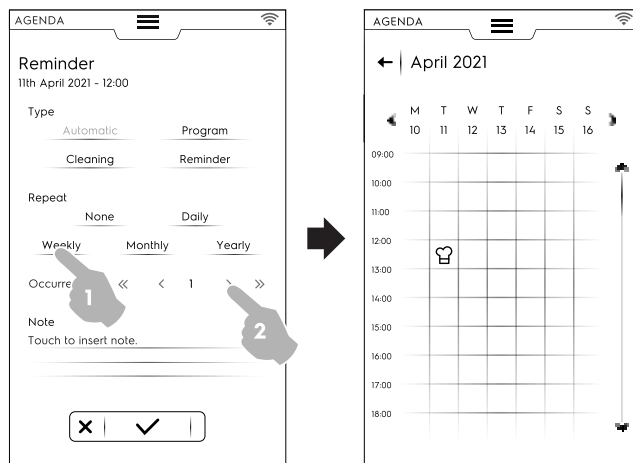 AGENDA
Reminder
11th April 2021 - 12:00
Type
Automatic Program
Cleaning Reminder
Repeat
None Daily
Weekly Monthly Yearly
Occurre « < 1 > »
1
2
Note
Touch to insert note.
AGENDA
April 2021
M T W T F S S
10 11 12 13 14 15 16
09:00
10:00
11:00
12:00
13:00
14:00
15:00
16:00
17:00
18:00